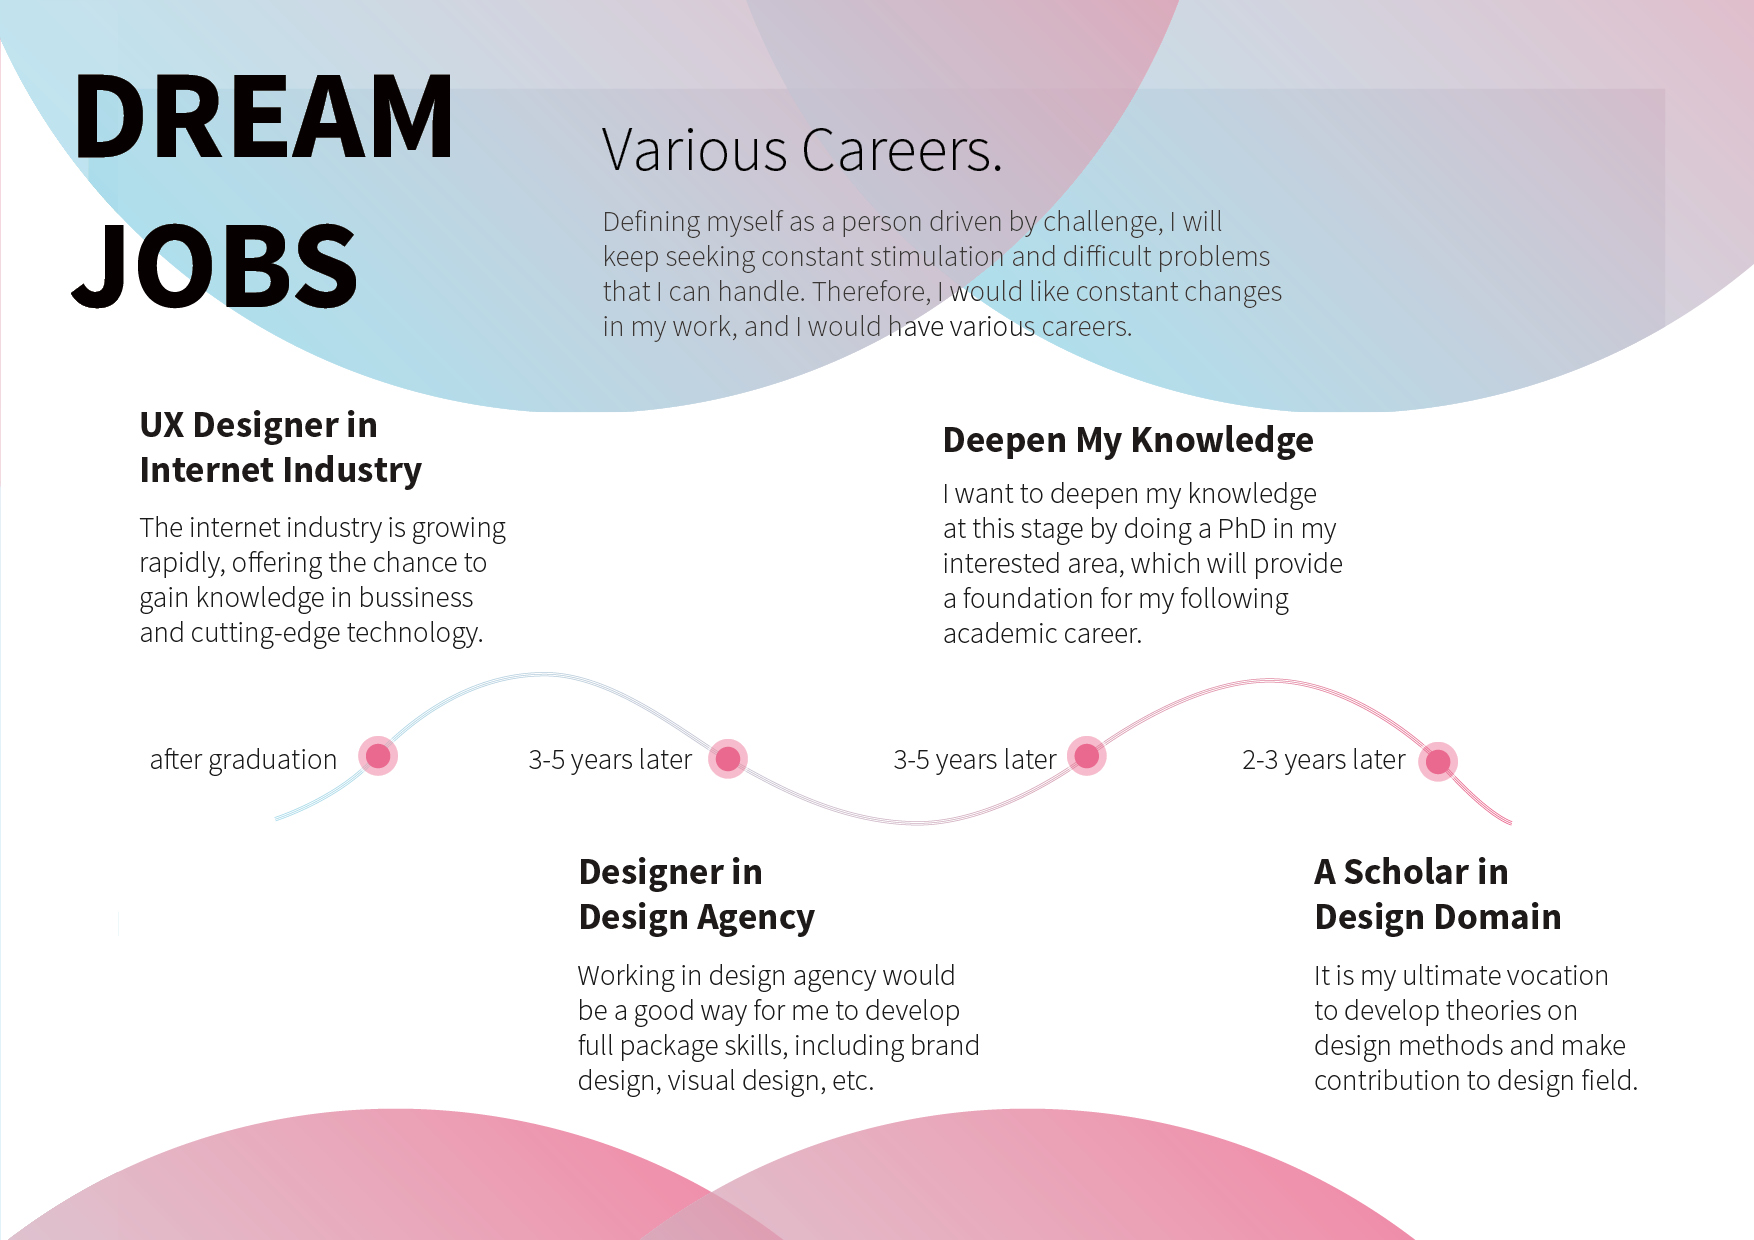 DREAM
JOBS
Various Careers.
Defining myself as a person driven by challenge, I will
keep seeking constant stimulation and difficult problems
that I can handle. Therefore, I would like constant changes
in my work, and I would have various careers.
UX Designer in
Internet Industry
The internet industry is growing
rapidly, offering the chance to
gain knowledge in bussiness
and cutting-edge technology.
Deepen My Knowledge
I want to deepen my knowledge
at this stage by doing a PhD in my
interested area, which will provide
a foundation for my following
academic career.
after graduation
3-5 years later
3-5 years later
2-3 years later
Designer in
Design Agency
Working in design agency would
be a good way for me to develop
full package skills, including brand
design, visual design, etc.
A Scholar in
Design Domain
It is my ultimate vocation
to develop theories on
design methods and make
contribution to design field.